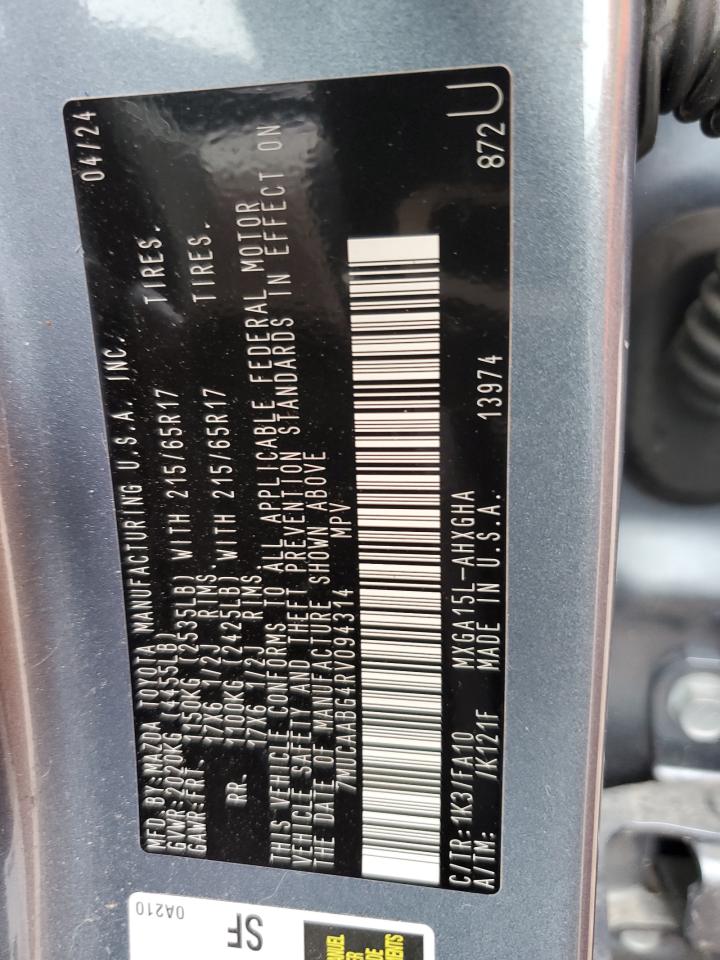 MFD. BY: MAZDA TOYOTA MANUFACTURING U.S.A. INC. 04/24
GVWR: 2020KG (4455LB)
GAWR: FRT. 1150KG (2535LB) WITH 215/65R17 TIRES.
17X6 1/2J RIMS.
RR. 1100KG (2425LB) WITH 215/65R17 TIRES.
17X6 1/2J RIMS
THIS VEHICLE CONFORMS TO ALL APPLICABLE FEDERAL MOTOR
VEHICLE SAFETY AND THEFT PREVENTION STANDARDS IN EFFECT ON
THE DATE OF MANUFACTURE SHOWN ABOVE
7MUCAABG4RV094314 MPV
C/TR: 1K3/FA10 MXGA15L-AHXGHA
A/TM: /K121F MADE IN U.S.A. 13974 872 U
0A210
SF